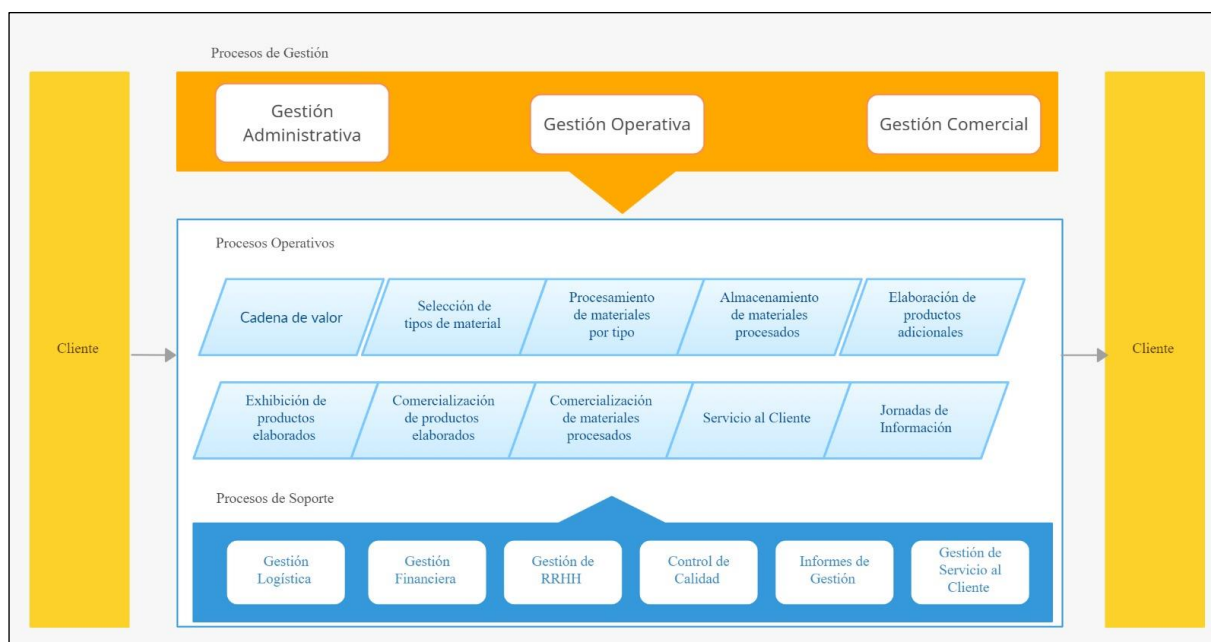 Procesos de Gestión
Gestión
Administrativa
Gestión Operativa
Gestión Comercial
Cliente
Procesos Operativos
Cadena de valor
Selección de
tipos de material
Procesamiento
de materiales
por tipo
Almacenamiento
de materiales
procesados
Elaboración de
productos
adicionales
Exhibición de
productos
elaborados
Comercialización
de productos
elaborados
Comercialización
de materiales
procesados
Servicio al Cliente
Jornadas de
Información
Procesos de Soporte
Gestión
Logística
Gestión
Financiera
Gestión de
RRHH
Control de
Calidad
Informes de
Gestión
Gestión de
Servicio al
Cliente
Cliente